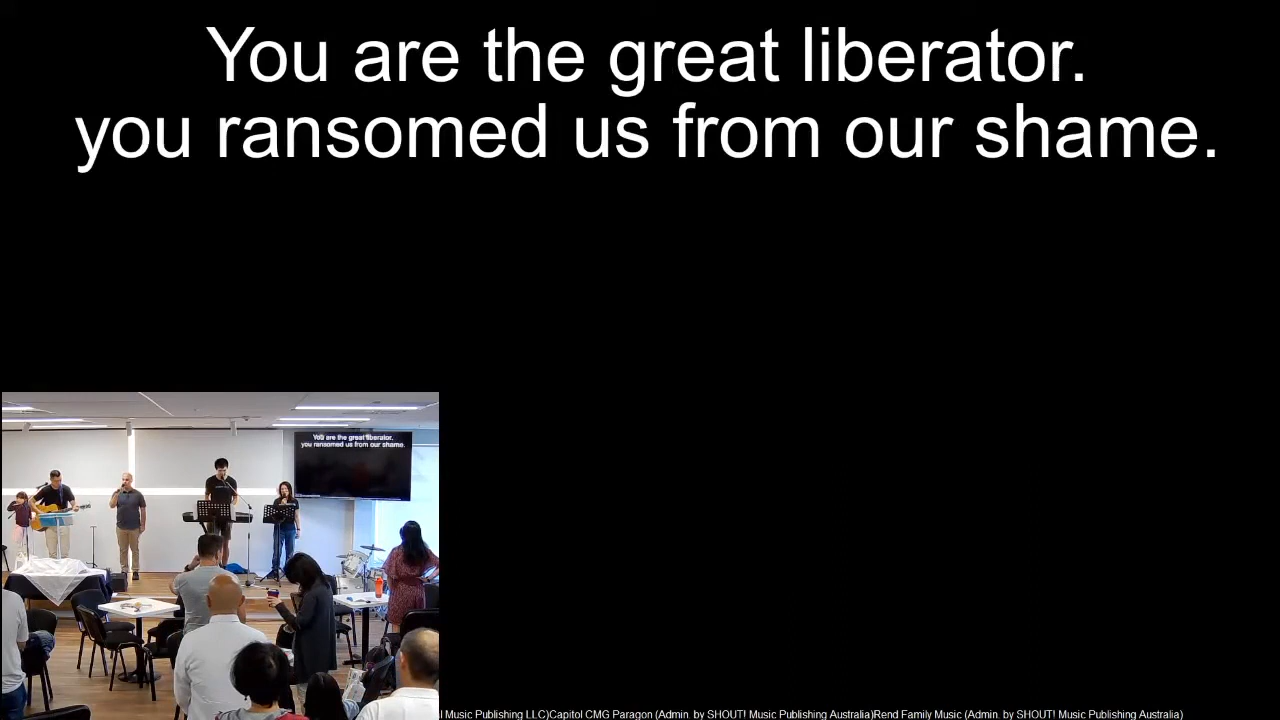 You are the great liberator.
you ransomed us from our shame.
You are the great liberator.
you ransomed us from our shame.
l Music Publishing LLC)Capitol CMG Paragon (Admin. by SHOUT! Music Publishing Australia)Rend Family Music (Admin. by SHOUT! Music Publishing Australia)